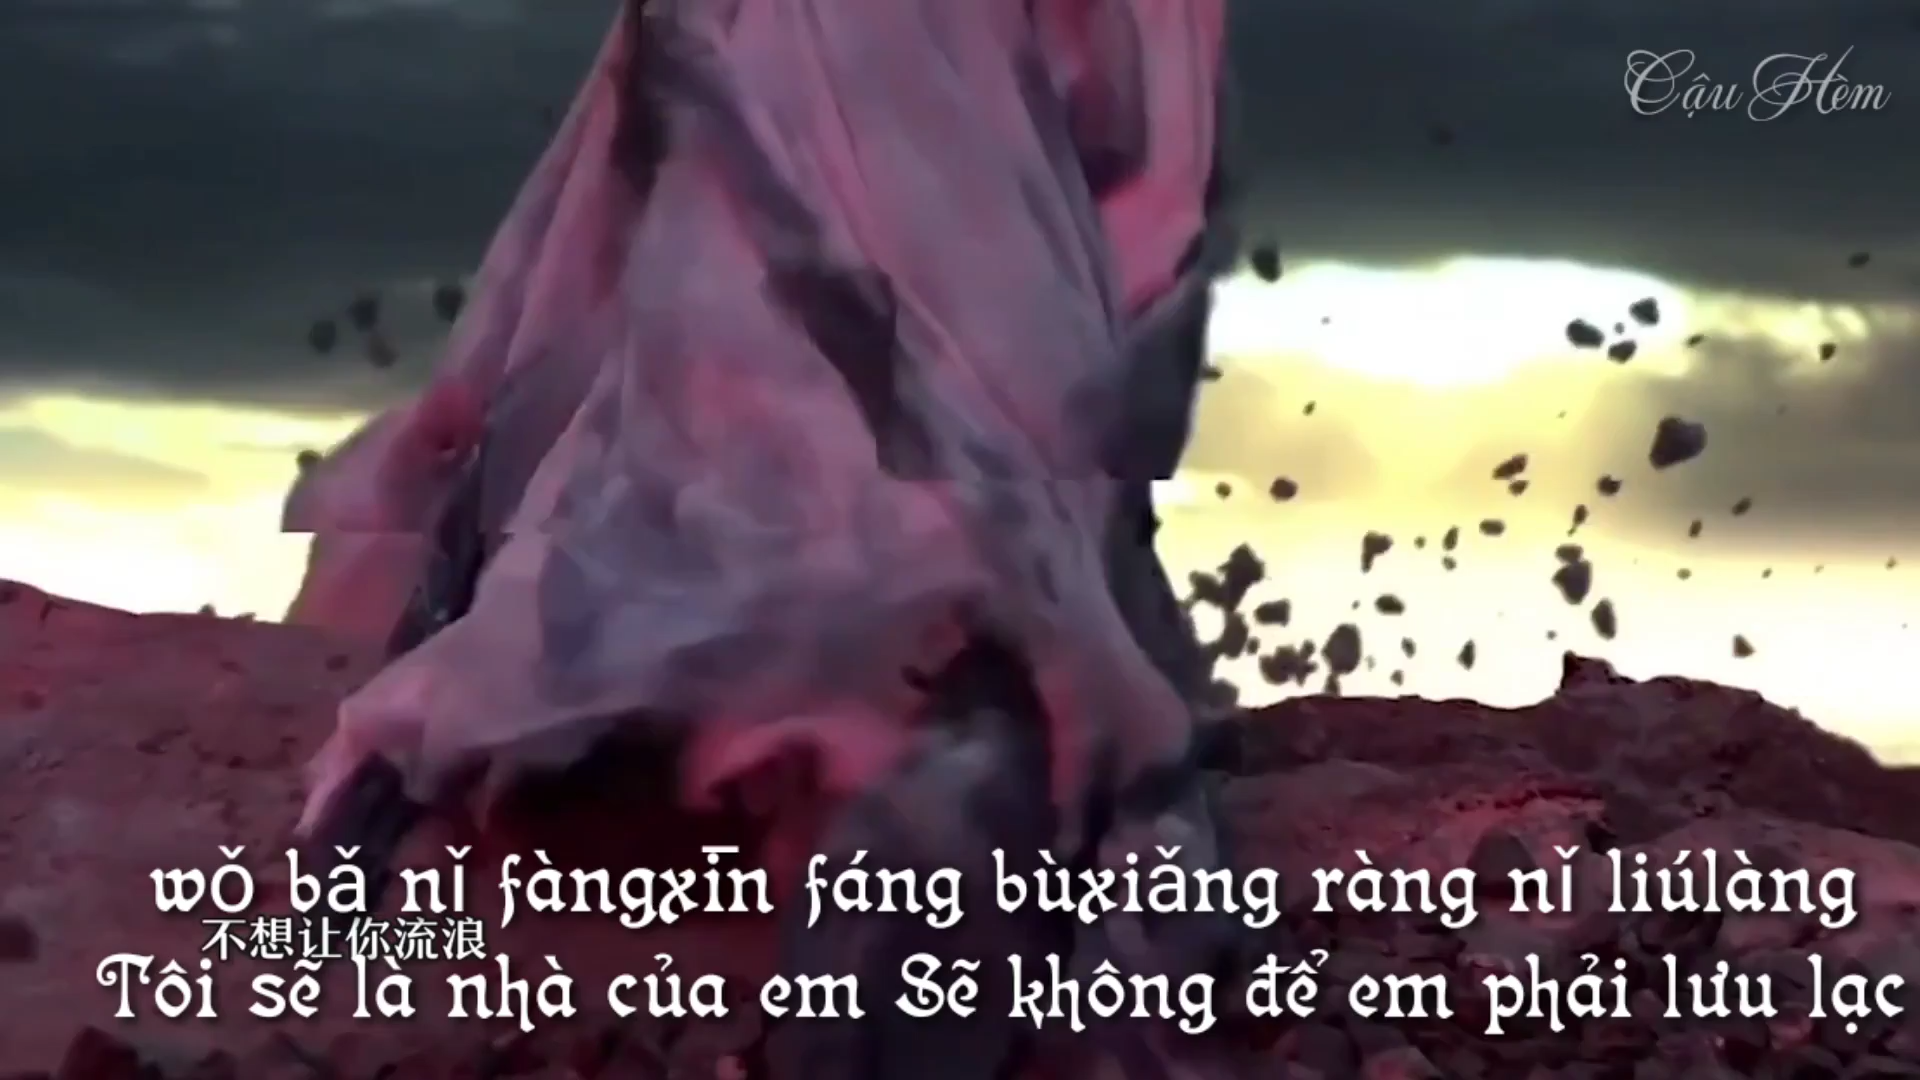 Cậu Hèm
wǒ bǎ nǐ fàngxīn fáng bùxiǎng ràng nǐ liúlàng
不想让你流浪
Tôi sẽ là nhà của em Sẽ không để em phải lưu lạc